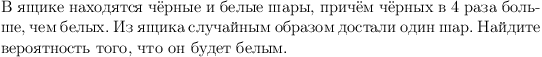 В ящике находятся чёрные и белые шары, причём чёрных в 4 раза боль-
ше, чем белых. Из ящика случайным образом достали один шар. Найдите
вероятность того, что он будет белым.